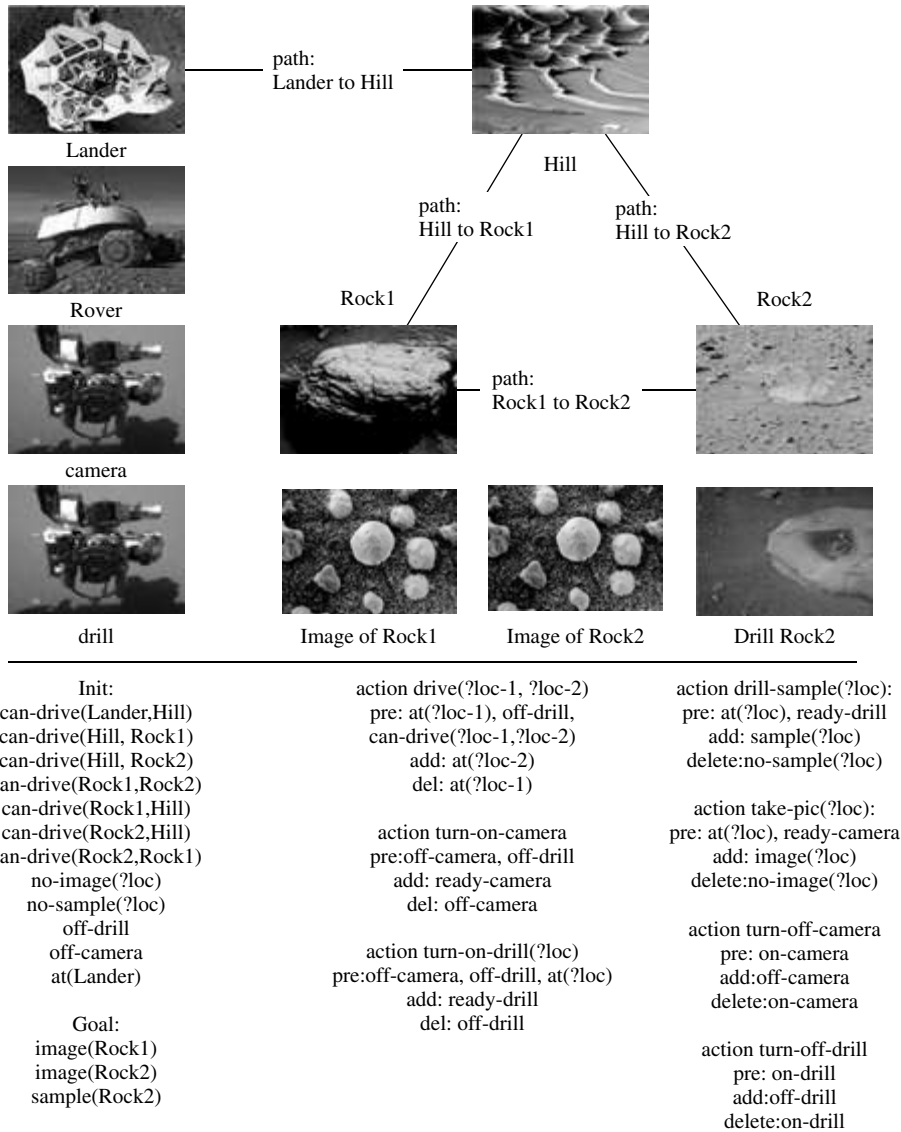 path:
Lander to Hill
Lander
Hill
path:
Hill to Rock1
path:
Hill to Rock2
Rover
Rock1
Rock2
path:
Rock1 to Rock2
camera
drill
Image of Rock1
Image of Rock2
Drill Rock2
Init:
can-drive(Lander,Hill)
can-drive(Hill, Rock1)
can-drive(Hill, Rock2)
an-drive(Rock1,Rock2)
can-drive(Rock1,Hill)
can-drive(Rock2,Hill)
an-drive(Rock2,Rock1)
no-image(?loc)
no-sample(?loc)
off-drill
off-camera
at(Lander)
Goal:
image(Rock1)
image(Rock2)
sample(Rock2)
action drive(?loc-1, ?loc-2)
pre: at(?loc-1), off-drill,
can-drive(?loc-1,?loc-2)
add: at(?loc-2)
del: at(?loc-1)
action turn-on-camera
pre:off-camera, off-drill
add: ready-camera
del: off-camera
action turn-on-drill(?loc)
pre:off-camera, off-drill, at(?loc)
add: ready-drill
del: off-drill
action drill-sample(?loc):
pre: at(?loc), ready-drill
add: sample(?loc)
delete:no-sample(?loc)
action take-pic(?loc):
pre: at(?loc), ready-camera
add: image(?loc)
delete:no-image(?loc)
action turn-off-camera
pre: on-camera
add:off-camera
delete:on-camera
action turn-off-drill
pre: on-drill
add:off-drill
delete:on-drill